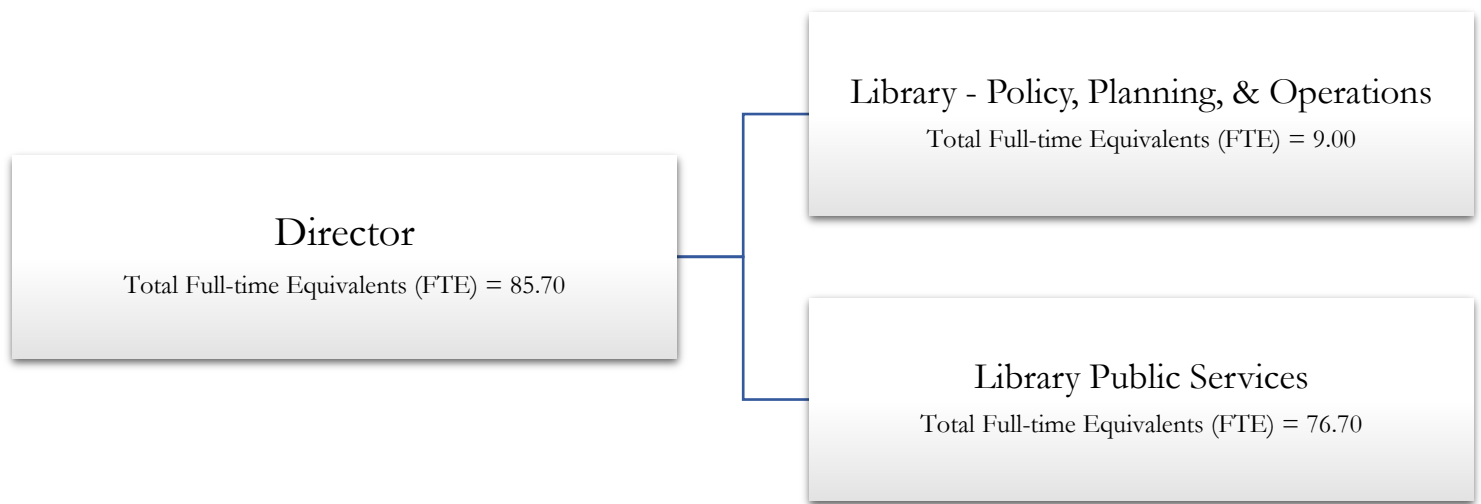 Director
Total Full-time Equivalents (FTE) = 85.70
Library - Policy, Planning, & Operations
Total Full-time Equivalents (FTE) = 9.00
Library Public Services
Total Full-time Equivalents (FTE) = 76.70